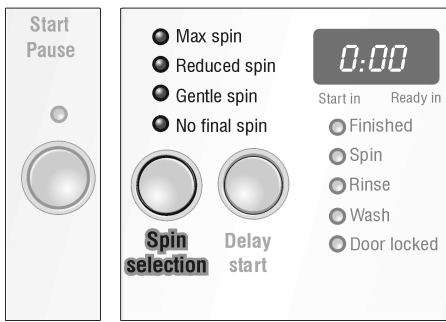 Start
Pause
Max spin
Reduced spin
Gentle spin
No final spin
Spin
selection
Delay
start
0:00
Start in
Ready in
Finished
Spin
Rinse
Wash
Door locked